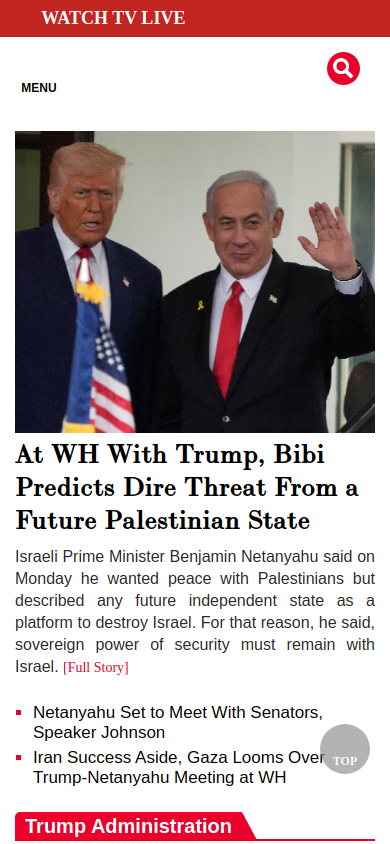 WATCH TV LIVE
MENU
At WH With Trump, Bibi
Predicts Dire Threat From a
Future Palestinian State
Israeli Prime Minister Benjamin Netanyahu said on
Monday he wanted peace with Palestinians but
described any future independent state as a
platform to destroy Israel. For that reason, he said,
sovereign power of security must remain with
Israel. [Full Story]
Netanyahu Set to Meet With Senators,
Speaker Johnson
Iran Success Aside, Gaza Looms Over
Trump-Netanyahu Meeting at WH
TOP
Trump Administration